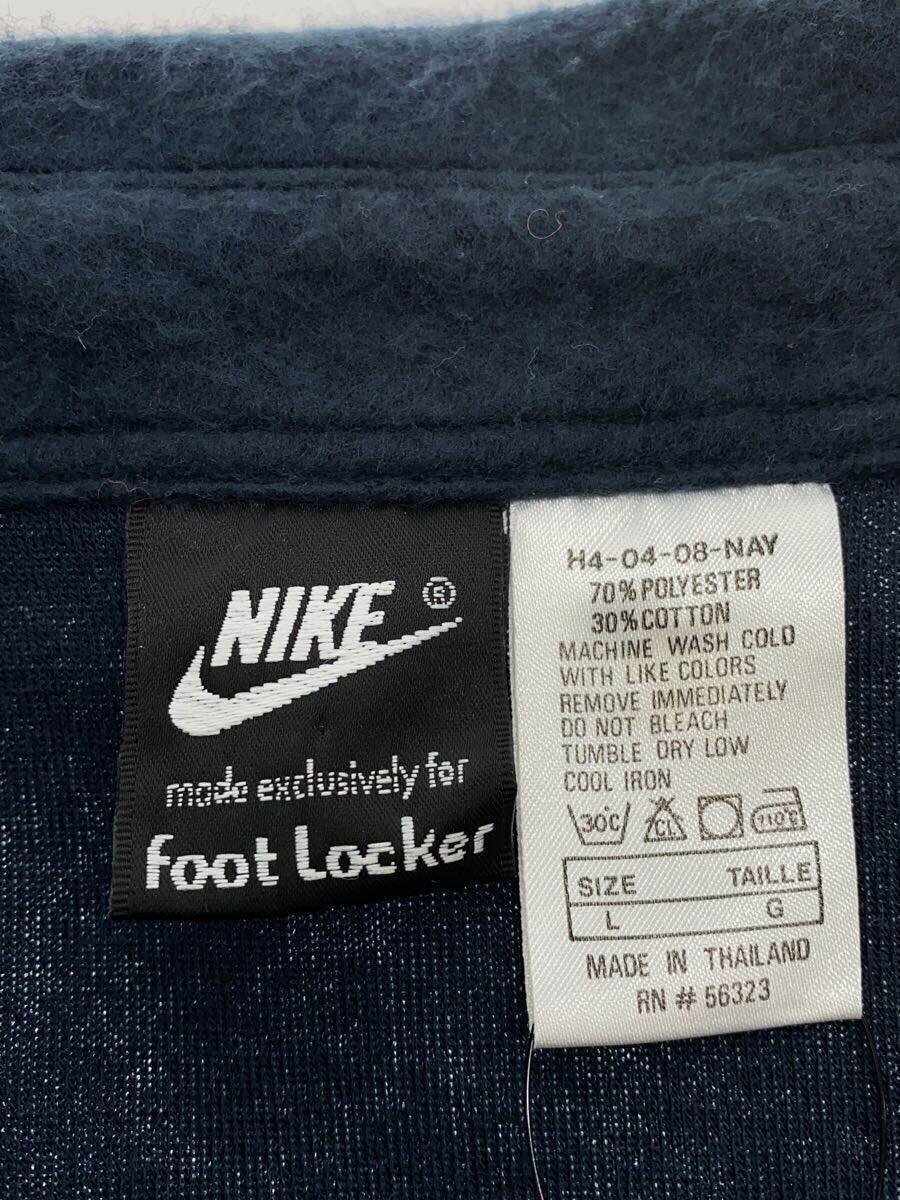 NIKE ®
made exclusively for
foot Locker
H4-04-08-NAY
70% POLYESTER
30% COTTON
MACHINE WASH COLD
WITH LIKE COLORS
REMOVE IMMEDIATELY
DO NOT BLEACH
TUMBLE DRY LOW
COOL IRON
30C CL 110°C
SIZE TAILLE
L G
MADE IN THAILAND
RN # 56323